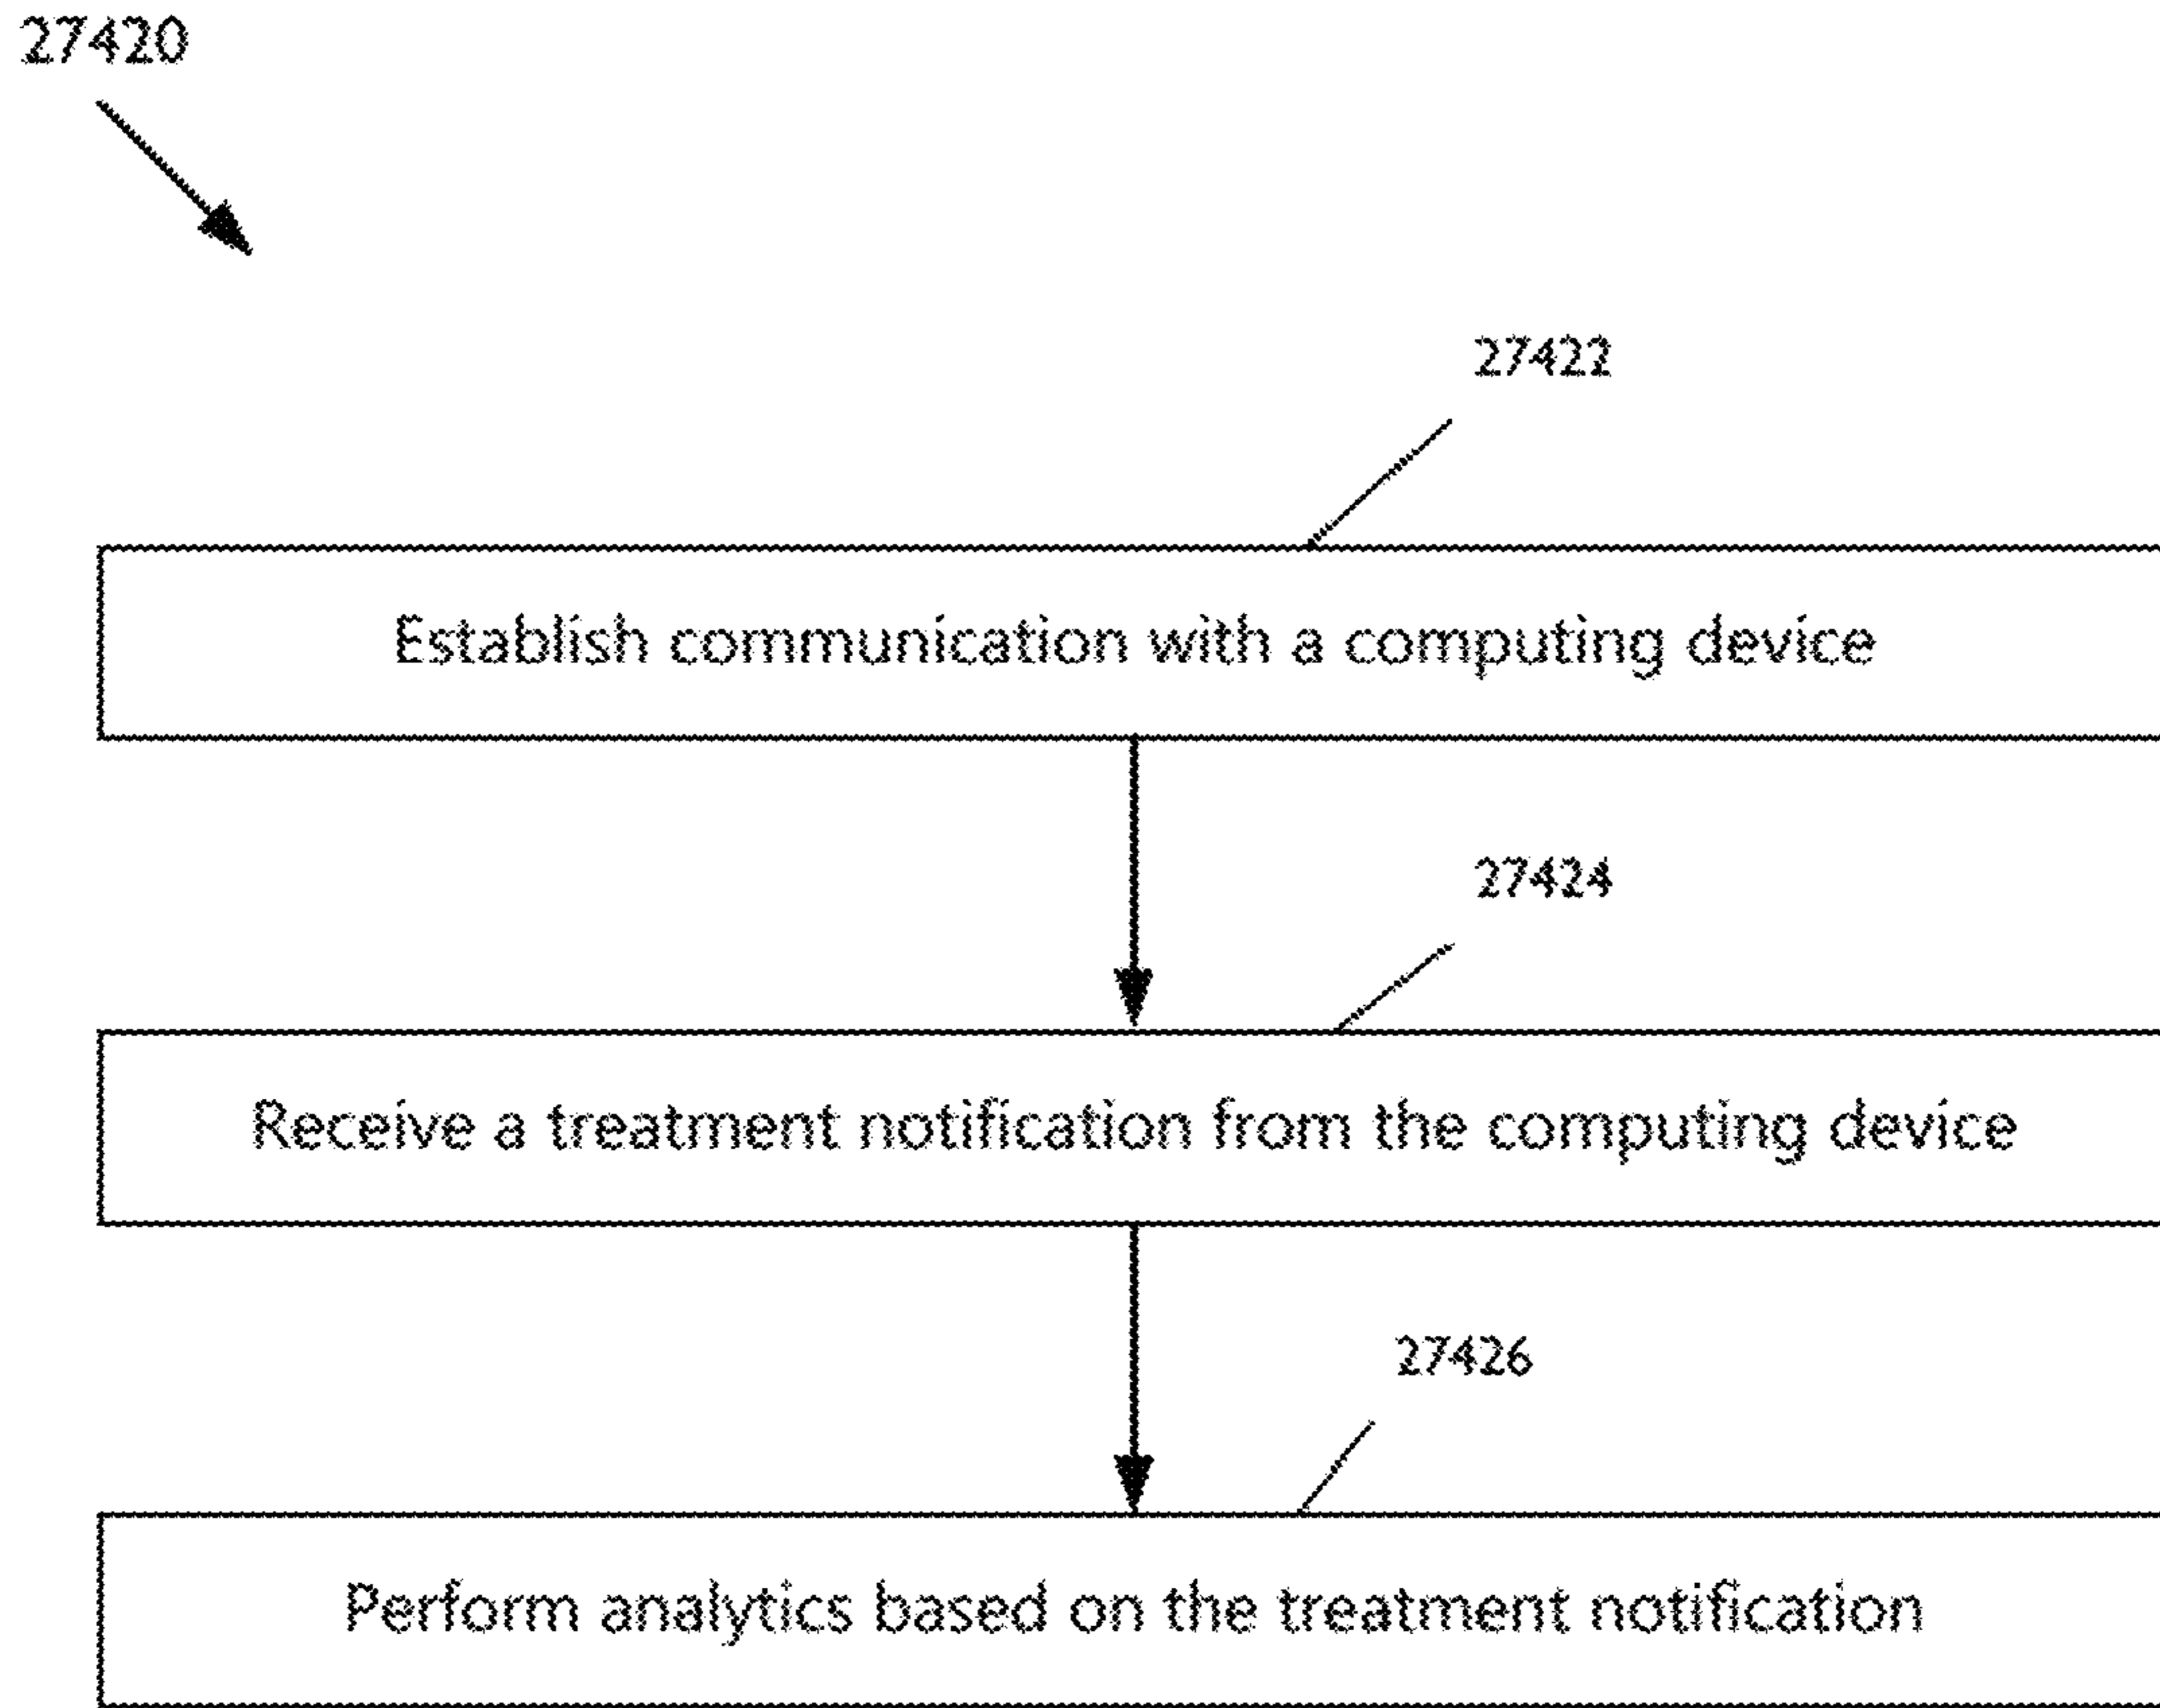 27420
27422
Establish communication with a computing device
27424
Receive a treatment notification from the computing device
27426
Perform analytics based on the treatment notification